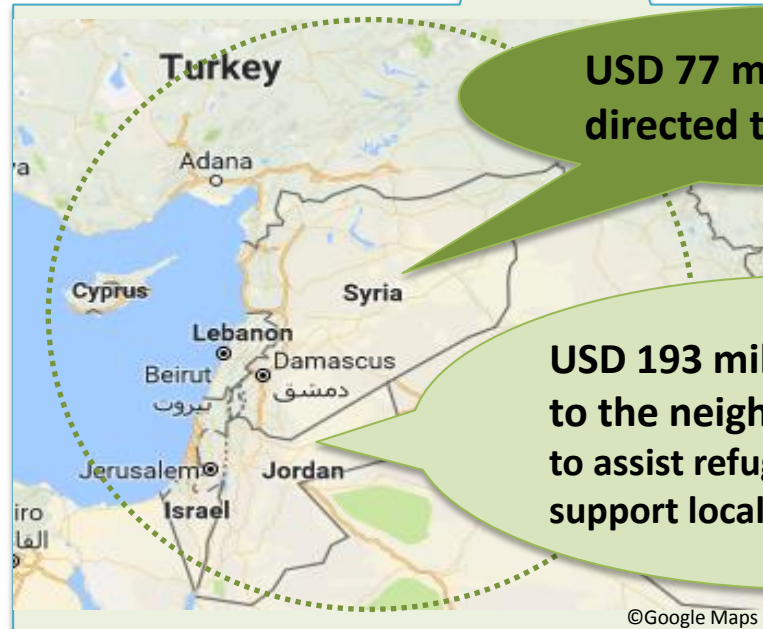 Turkey
USD 77 m
directed t
Adana
a
Cyprus
Syria
Lebanon
Beirut
بيروت
Damascus
دمشق
USD 193 mil
to the neigh
to assist refug
support local
Jerusalem
Jordan
Israel
iro
القا
©Google Maps